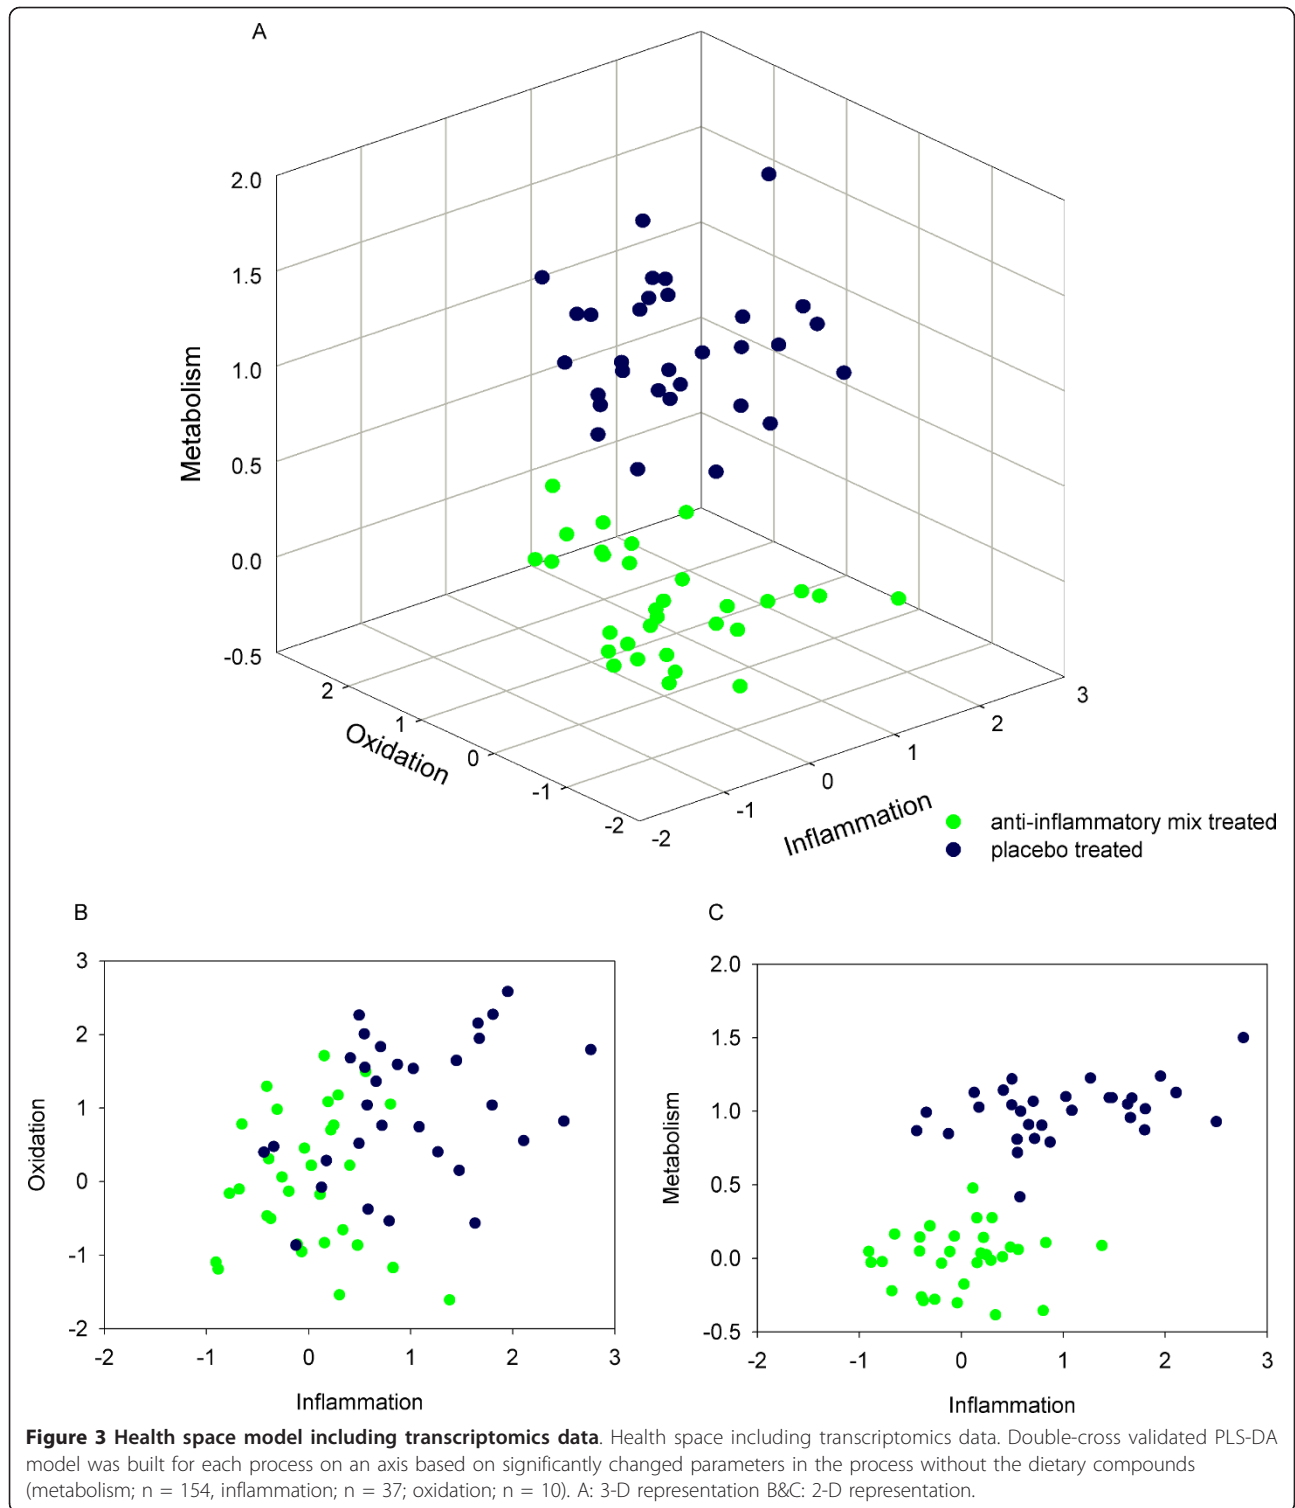 A
2.0
1.5
1.0
0.5
0.0
-0.5
Metabolism
2
1
0
-1
-2
Oxidation
-2
-1
0
1
2
3
Inflammation
anti-inflammatory mix treated
placebo treated
B
3
2
1
0
-1
-2
Oxidation
-2 -1 0 1 2 3
Inflammation
C
2.0
1.5
1.0
0.5
0.0
-0.5
Metabolism
-2 -1 0 1 2 3
Inflammation
Figure 3 Health space model including transcriptomics data. Health space including transcriptomics data. Double-cross validated PLS-DA
model was built for each process on an axis based on significantly changed parameters in the process without the dietary compounds
(metabolism; n = 154, inflammation; n = 37; oxidation; n = 10). A: 3-D representation B&C: 2-D representation.